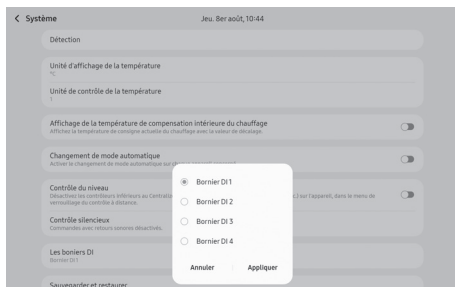 Système
Jeu. 8er août, 10:44
Détection
Unité d'affichage de la température
°C
Unité de contrôle de la température
1
Affichage de la température de compensation intérieure du chauffage
Affichez la température de consigne actuelle du chauffage avec la valeur de décalage.
Changement de mode automatique
Activer le changement de mode automatique sur
Contrôle du niveau
Désactivez les contrôleurs inférieurs au Centralis
.) sur l'appareil, dans le menu de
verrouillage du contrôle à distance.
Contrôle silencieux
Commandes avec retours sonores désactivés.
Les boniers DI
Bornier DI 1
Sauvegarder et restaurer
Bornier DI 1
Bornier DI 2
Bornier DI 3
Bornier DI 4
Annuler
Appliquer